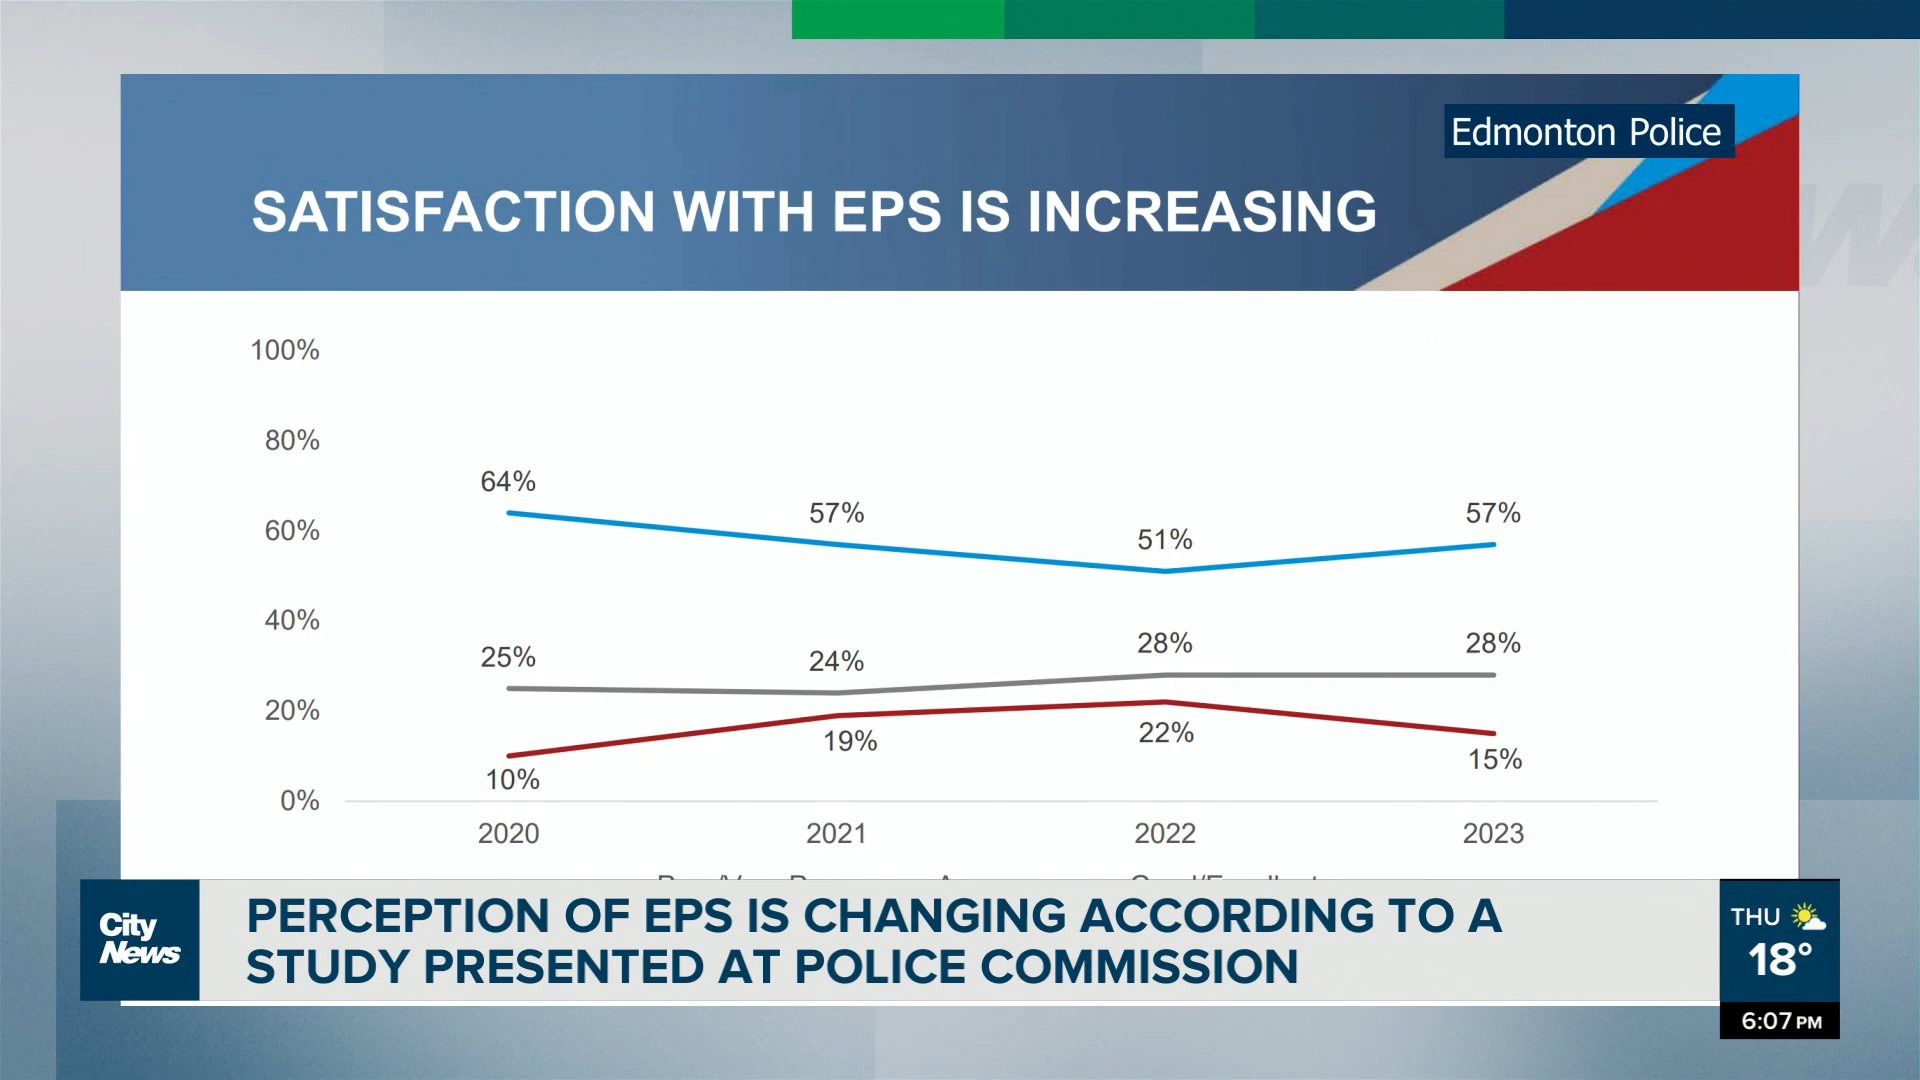 Edmonton Police
SATISFACTION WITH EPS IS INCREASING
100%
80%
60%
40%
20%
0%
64%
57%
51%
57%
25%
24%
28%
28%
10%
19%
22%
15%
2020
2021
2022
2023
City
News
PERCEPTION OF EPS IS CHANGING ACCORDING TO A
STUDY PRESENTED AT POLICE COMMISSION
THU
18°
6:07 PM